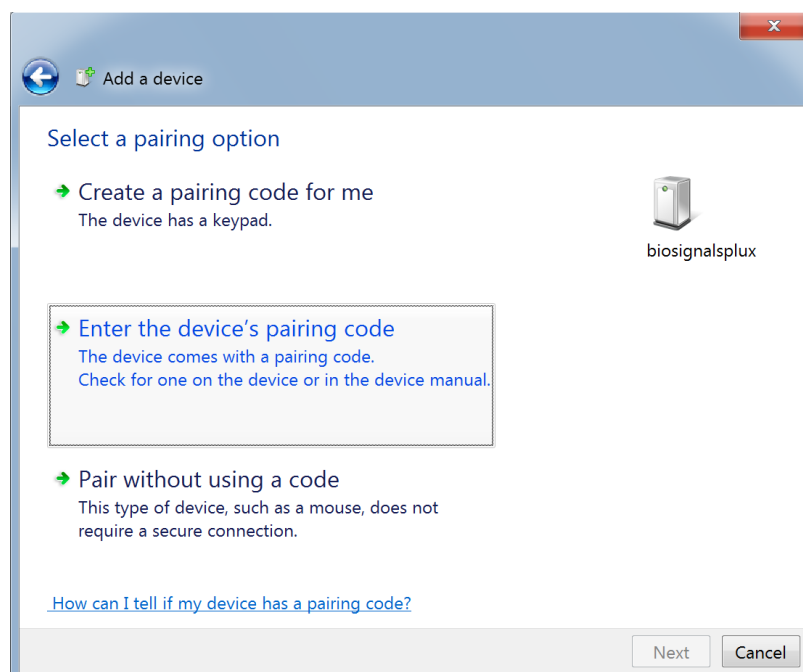 x
Add a device
Select a pairing option
Create a pairing code for me
The device has a keypad.
biosignalsplux
Enter the device's pairing code
The device comes with a pairing code.
Check for one on the device or in the device manual.
Pair without using a code
This type of device, such as a mouse, does not
require a secure connection.
How can I tell if my device has a pairing code?
Next
Cancel